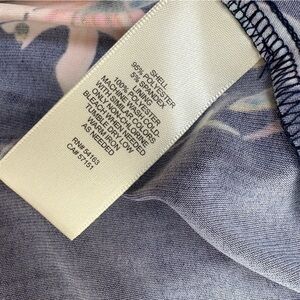 SHELL
95% POLYESTER
5% SPANDEX
LINING
100% POLYESTER
MACHINE WASH COLD
WITH SIMILAR COLORS
ONLY NON-CHLORINE
BLEACH WHEN NEEDED
TUMBLE DRY LOW
WARM IRON
AS NEEDED
RN# 54163
CA# 57151